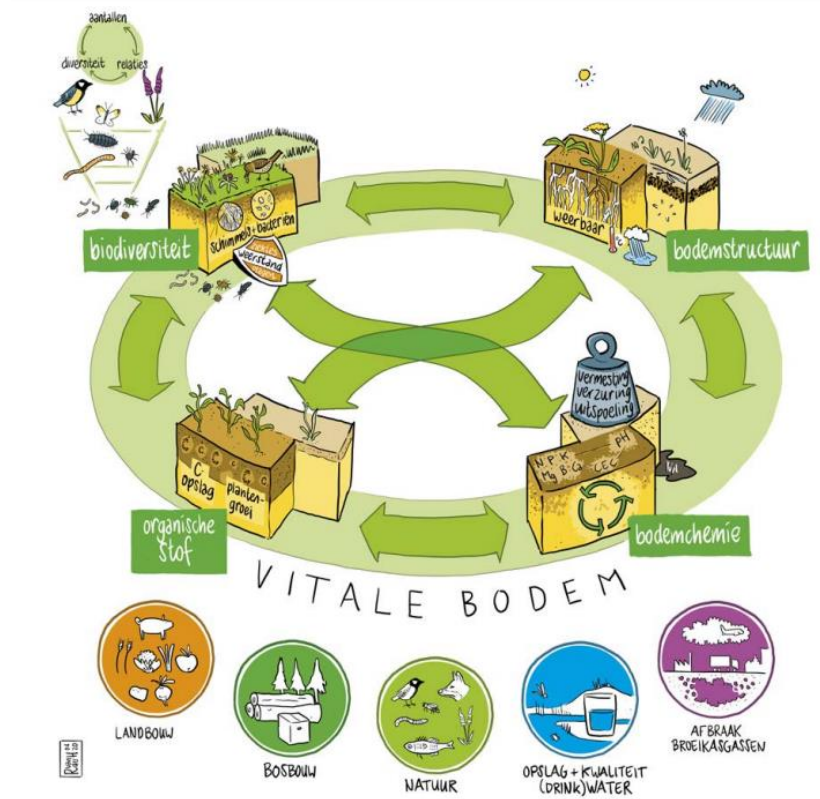 aantallen
diversiteit relaties
schimmels + bacteriën
weerstand
biodiversiteit
weerbaar
°C
bodemstructuur
vermesting
verzuring
uitspoeling
C-
opslag
planten-
groei
C C C C C C
N P K
Mg B Ca CEC
pH
organische
stof
bodemchemie
VITALE BODEM
LANDBOUW
BOSBOUW
NATUUR
OPSLAG + KWALITEIT
(DRINK)WATER
AFBRAAK
BROEIKASGASSEN